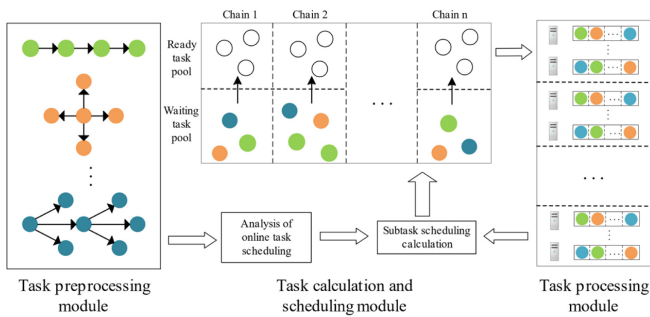 Chain 1
Chain 2
Chain n
Ready
task
pool
Waiting
task
pool
Analysis of
online task
scheduling
Subtask scheduling
calculation
Task preprocessing
module
Task calculation and
scheduling module
Task processing
module